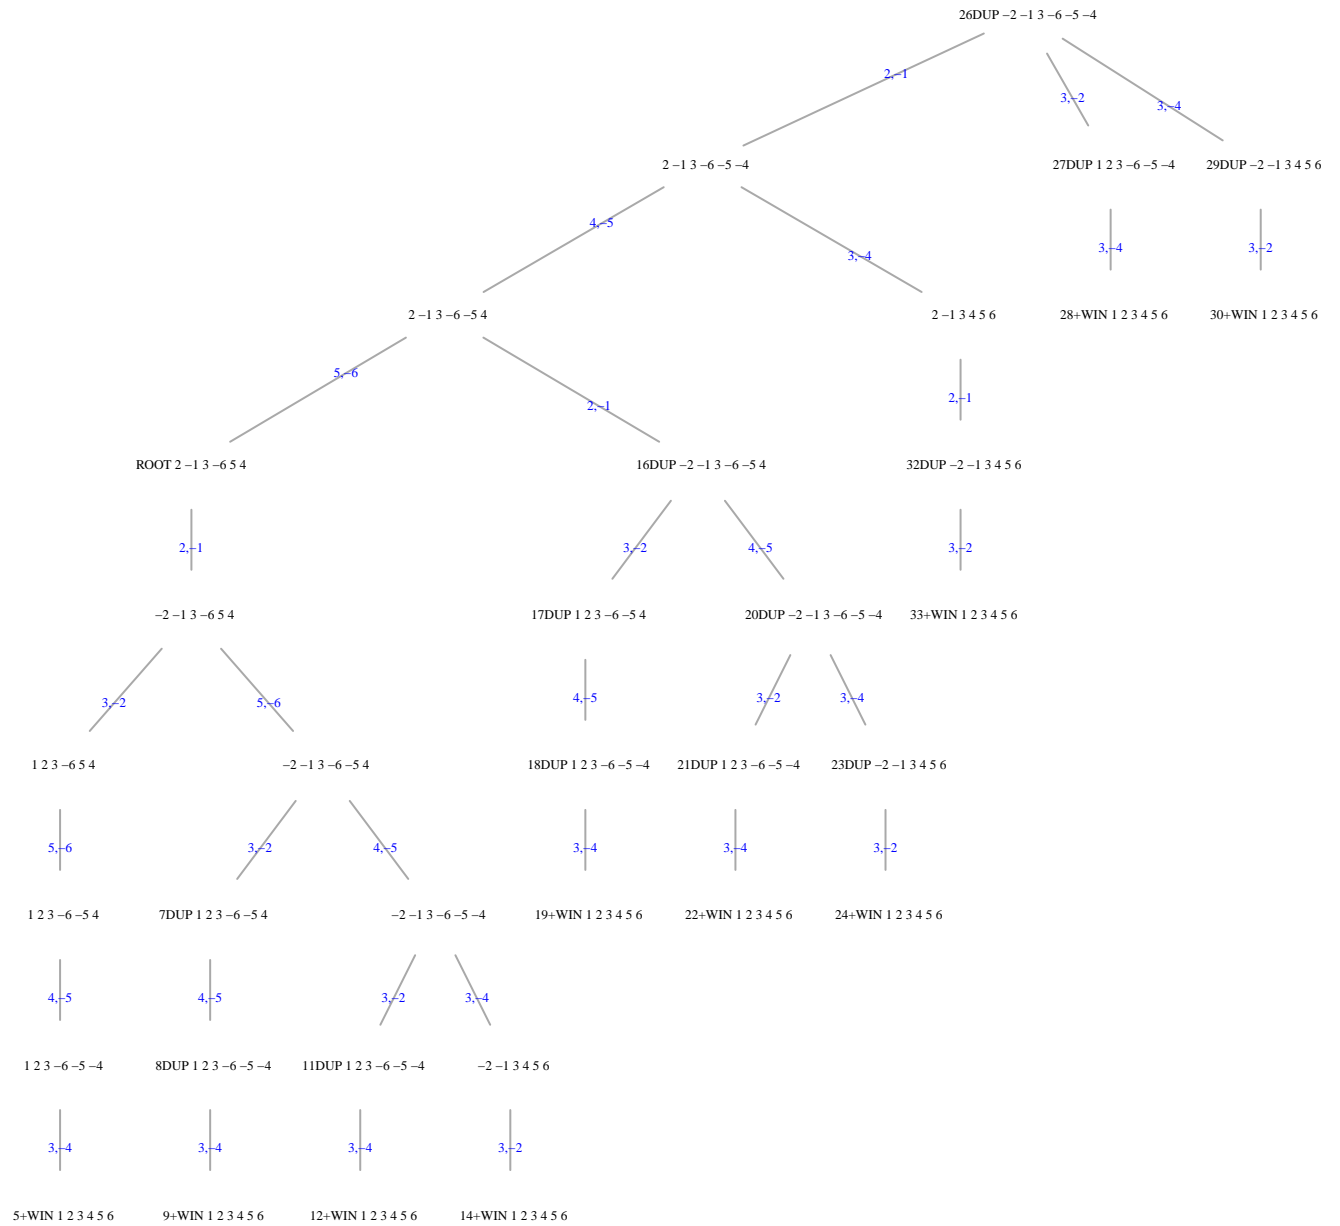 26DUP −2 −1 3 −6 −5 −4
2,−1
3,−2
3,−4
2 −1 3 −6 −5 −4
27DUP 1 2 3 −6 −5 −4
29DUP −2 −1 3 4 5 6
4,−5
3,−4
3,−4
3,−2
2 −1 3 −6 −5 4
2 −1 3 4 5 6
28+WIN 1 2 3 4 5 6
30+WIN 1 2 3 4 5 6
5,−6
2,−1
2,−1
ROOT 2 −1 3 −6 5 4
16DUP −2 −1 3 −6 −5 4
32DUP −2 −1 3 4 5 6
2,−1
3,−2
4,−5
3,−2
−2 −1 3 −6 5 4
17DUP 1 2 3 −6 −5 4
20DUP −2 −1 3 −6 −5 −4
33+WIN 1 2 3 4 5 6
3,−2
5,−6
4,−5
3,−2
3,−4
1 2 3 −6 5 4
−2 −1 3 −6 −5 4
18DUP 1 2 3 −6 −5 −4
21DUP 1 2 3 −6 −5 −4
23DUP −2 −1 3 4 5 6
5,−6
3,−2
4,−5
3,−4
3,−4
3,−2
1 2 3 −6 −5 4
7DUP 1 2 3 −6 −5 4
−2 −1 3 −6 −5 −4
19+WIN 1 2 3 4 5 6
22+WIN 1 2 3 4 5 6
24+WIN 1 2 3 4 5 6
4,−5
4,−5
3,−2
3,−4
1 2 3 −6 −5 −4
8DUP 1 2 3 −6 −5 −4
11DUP 1 2 3 −6 −5 −4
−2 −1 3 4 5 6
3,−4
3,−4
3,−4
3,−2
5+WIN 1 2 3 4 5 6
9+WIN 1 2 3 4 5 6
12+WIN 1 2 3 4 5 6
14+WIN 1 2 3 4 5 6